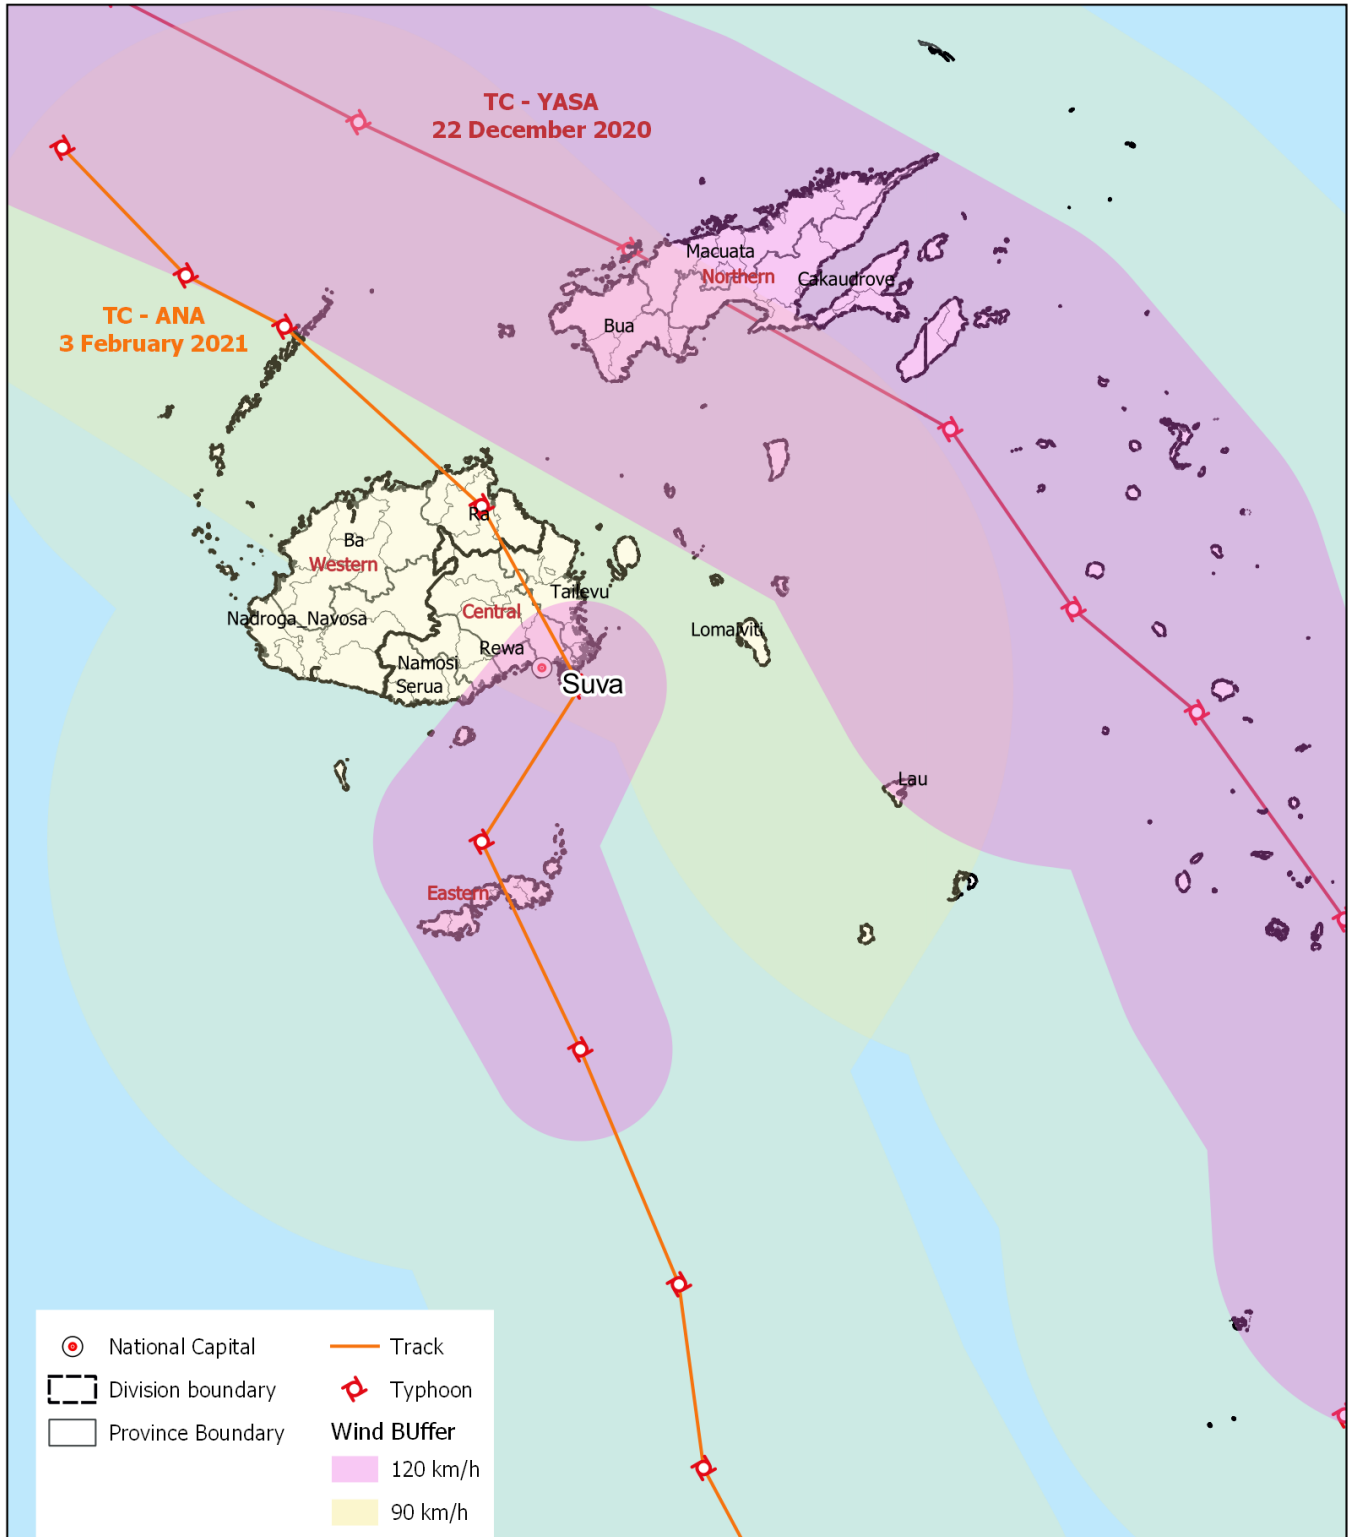 TC - YASA
22 December 2020
Macuata
Northern
Cakaudrove
TC - ANA
3 February 2021
Bua
Ra
Ba
Western
Tailevu
Central
Nadroga_Navosa
Lomaiviti
Rewa
Namosi
Suva
Serua
Lau
Eastern
National Capital
Track
Division boundary
Typhoon
Province Boundary
Wind BUffer
120 km/h
90 km/h